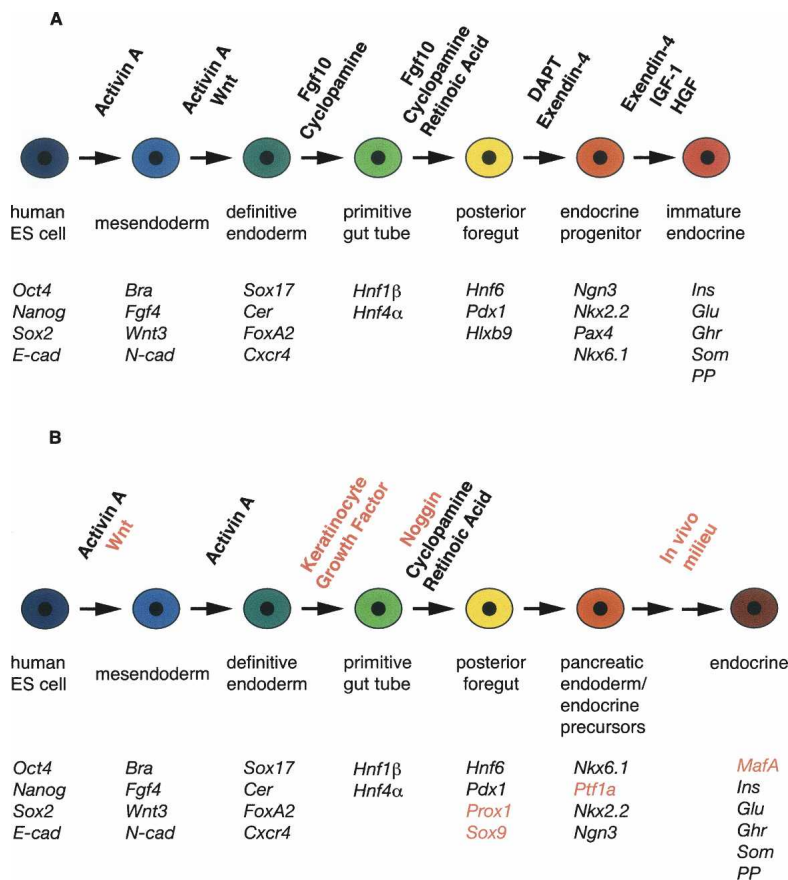 A
Activin A
Activin A
Wnt
Fgf10
Cyclopamine
Fgf10
Cyclopamine
Retinoic Acid
DAPT
Exendin-4
Exendin-4
IGF-1
HGF
human
ES cell
mesendoderm
definitive
endoderm
primitive
gut tube
posterior
foregut
endocrine
progenitor
immature
endocrine
Oct4
Nanog
Sox2
E-cad
Bra
Fgf4
Wnt3
N-cad
Sox17
Cer
FoxA2
Cxcr4
Hnf1β
Hnf4α
Hnf6
Pdx1
Hlxb9
Ngn3
Nkx2.2
Pax4
Nkx6.1
Ins
Glu
Ghr
Som
PP
B
Activin A
Wnt
Activin A
Keratinocyte
Growth Factor
Noggin
Cyclopamine
Retinoic Acid
In vivo
milieu
human
ES cell
mesendoderm
definitive
endoderm
primitive
gut tube
posterior
foregut
pancreatic
endoderm/
endocrine
precursors
endocrine
Oct4
Nanog
Sox2
E-cad
Bra
Fgf4
Wnt3
N-cad
Sox17
Cer
FoxA2
Cxcr4
Hnf1β
Hnf4α
Hnf6
Pdx1
Prox1
Sox9
Nkx6.1
Ptf1a
Nkx2.2
Ngn3
MafA
Ins
Glu
Ghr
Som
PP